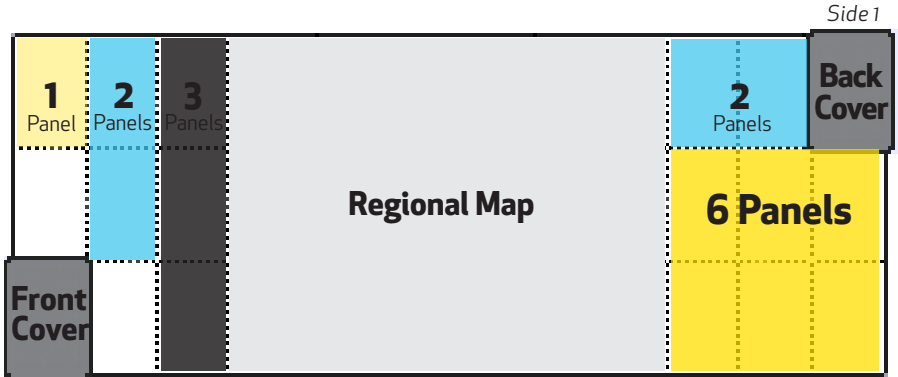 Side 1
1
Panel
2
Panels
3
Panels
2
Panels
Back
Cover
Regional Map
6 Panels
Front
Cover